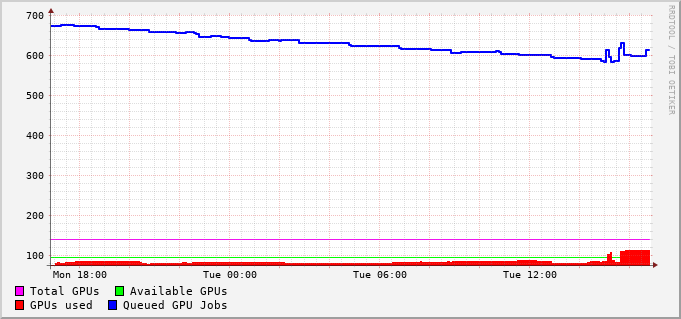 700
600
500
400
300
200
100
Mon 18:00 Tue 00:00 Tue 06:00 Tue 12:00
Total GPUs Available GPUs
GPUs used Queued GPU Jobs
RRDTOOL / TOBI OETIKER